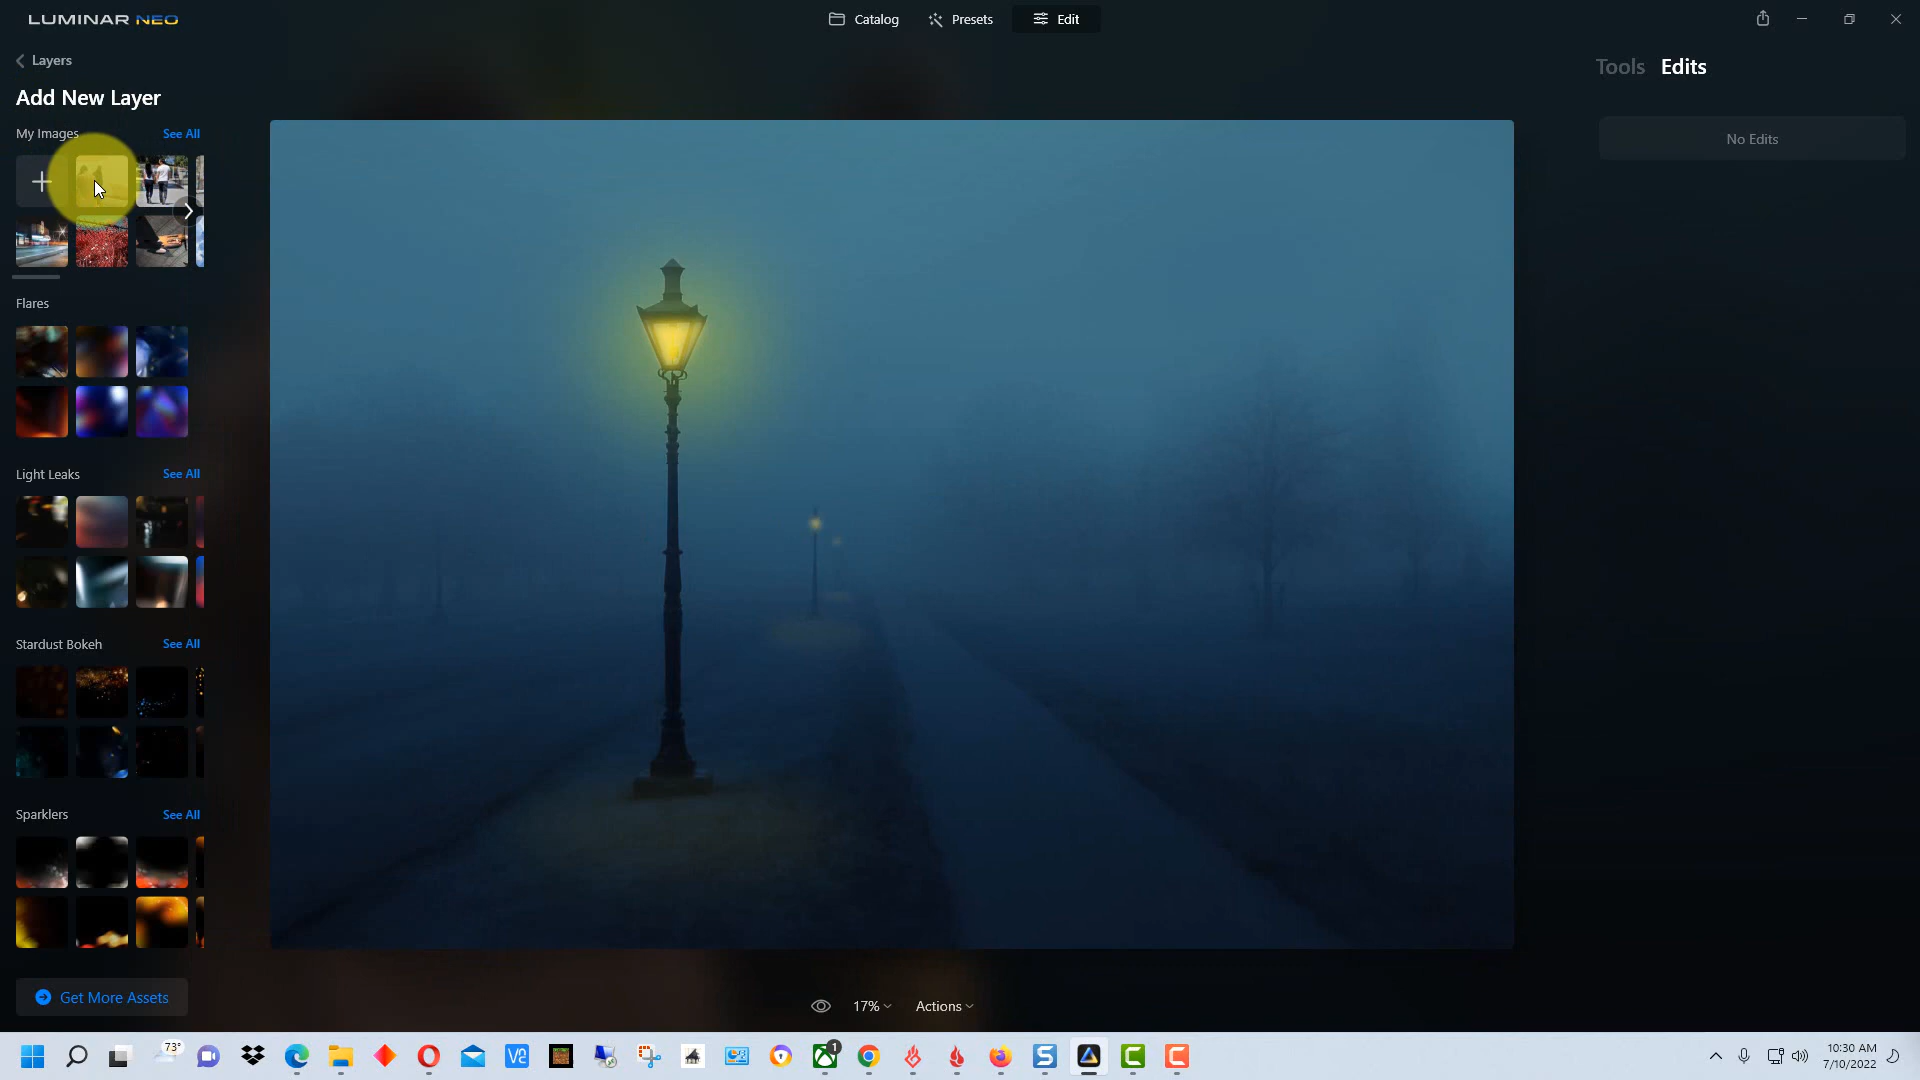 LUMINAR NEO
Catalog
Presets
Edit
Layers
Tools Edits
Add New Layer
My Images See All
No Edits
Flares
Light Leaks See All
Stardust Bokeh See All
Sparklers See All
Get More Assets
17%
Actions
73°
1
10:30 AM
7/10/2022